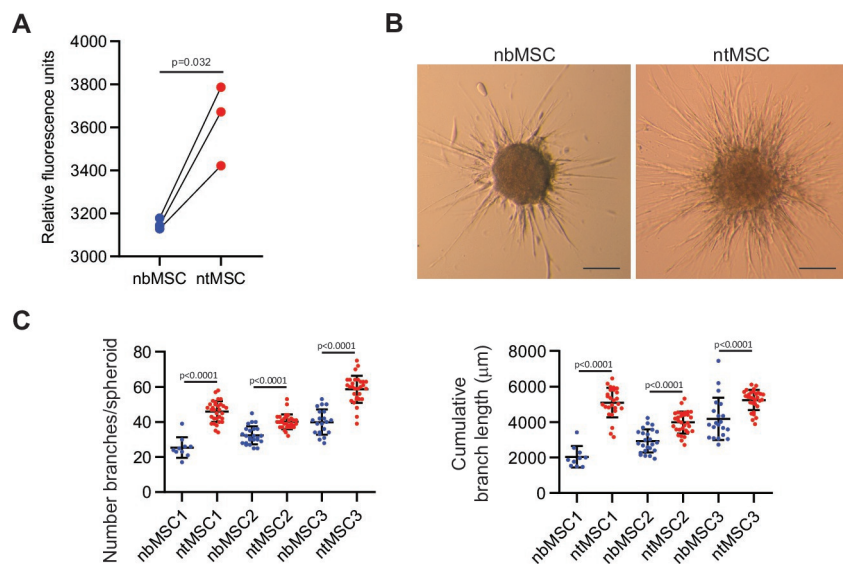 A
Relative fluorescence units
4000
3800
3600
3400
3200
3000
p=0.032
nbMSC
ntMSC
B
nbMSC
ntMSC
C
Number branches/spheroid
80
60
40
20
0
p<0.0001
p<0.0001
p<0.0001
nbMSC1
ntMSC1
nbMSC2
ntMSC2
nbMSC3
ntMSC3
Cumulative
branch length (μm)
8000
6000
4000
2000
0
p<0.0001
p<0.0001
p<0.0001
nbMSC1
ntMSC1
nbMSC2
ntMSC2
nbMSC3
ntMSC3